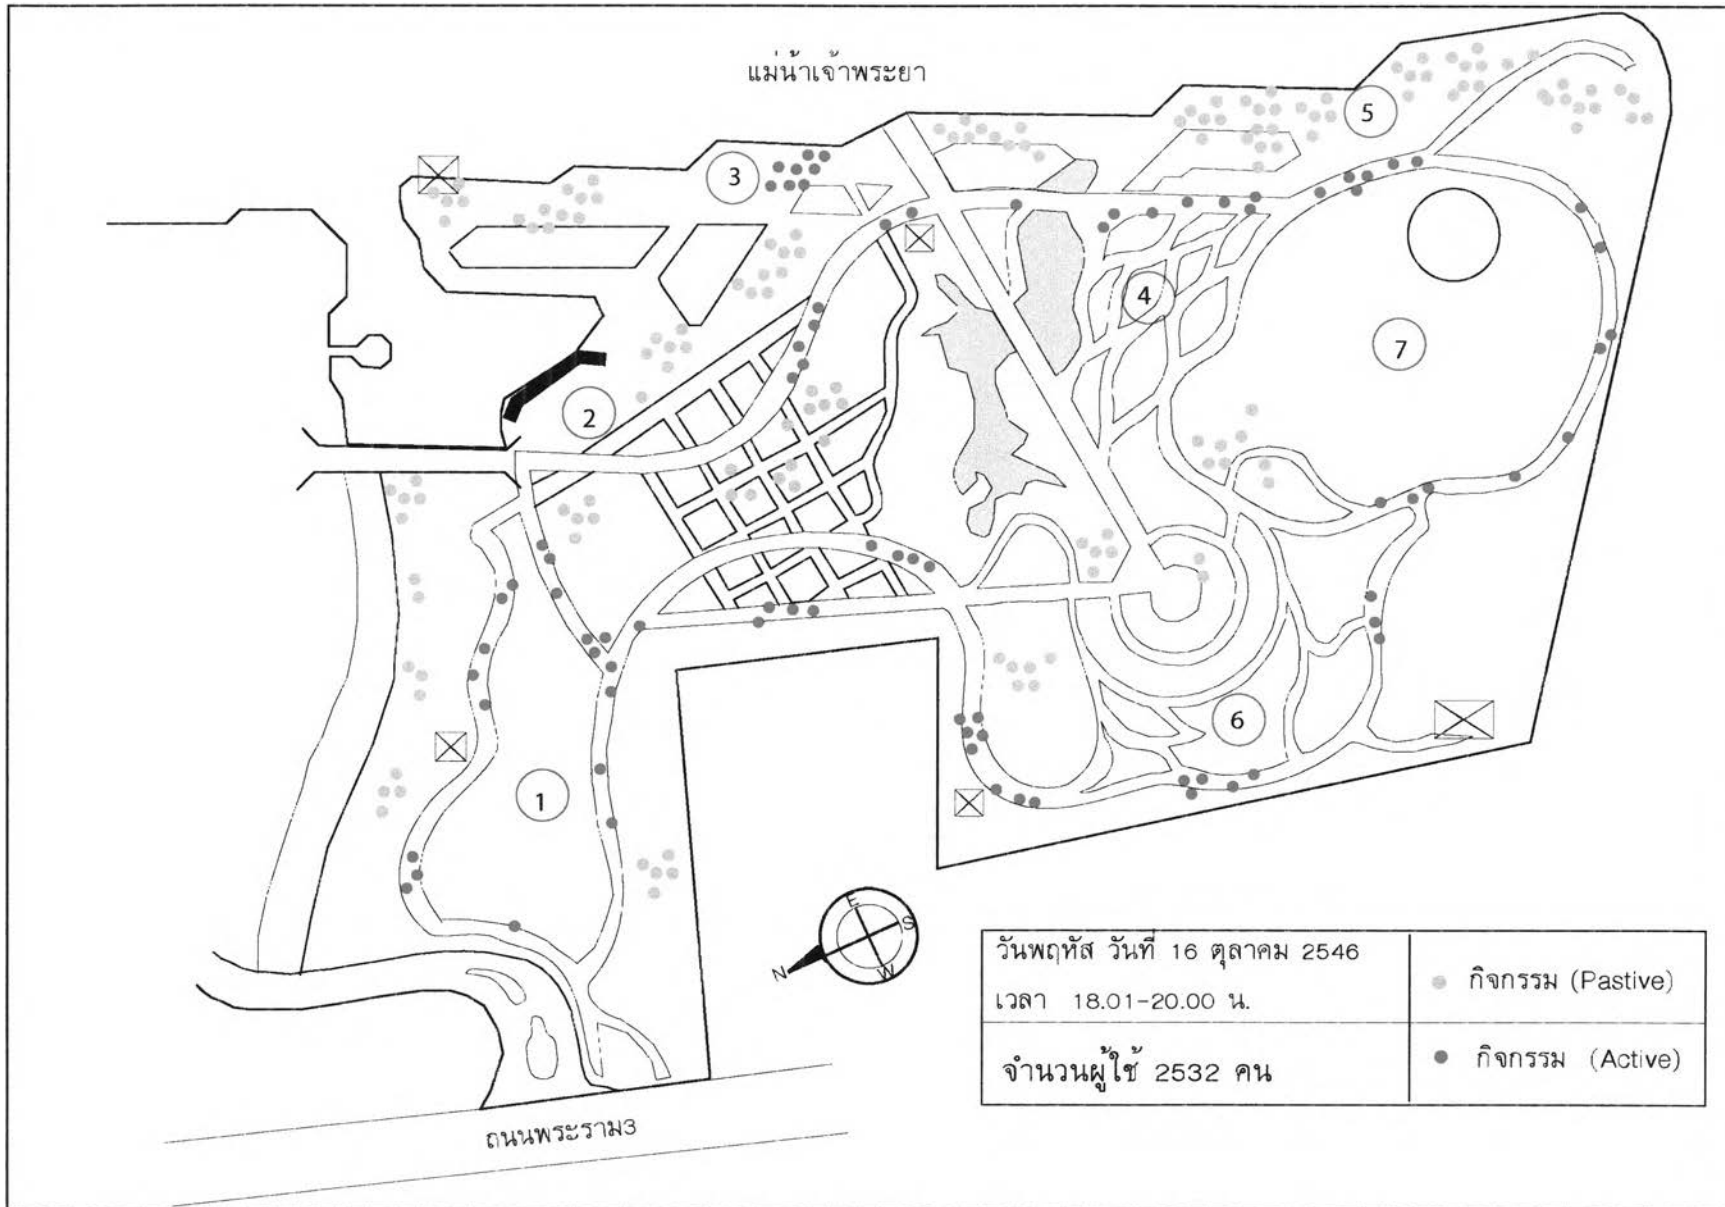 แม่น้ำเจ้าพระยา
5
3
4
7
2
6
1
E
S
N
W
วันพฤหัส วันที่ 16 ตุลาคม 2546
เวลา 18.01-20.00 น.
จำนวนผู้ใช้ 2532 คน
กิจกรรม (Pastive)
กิจกรรม (Active)
ถนนพระราม3